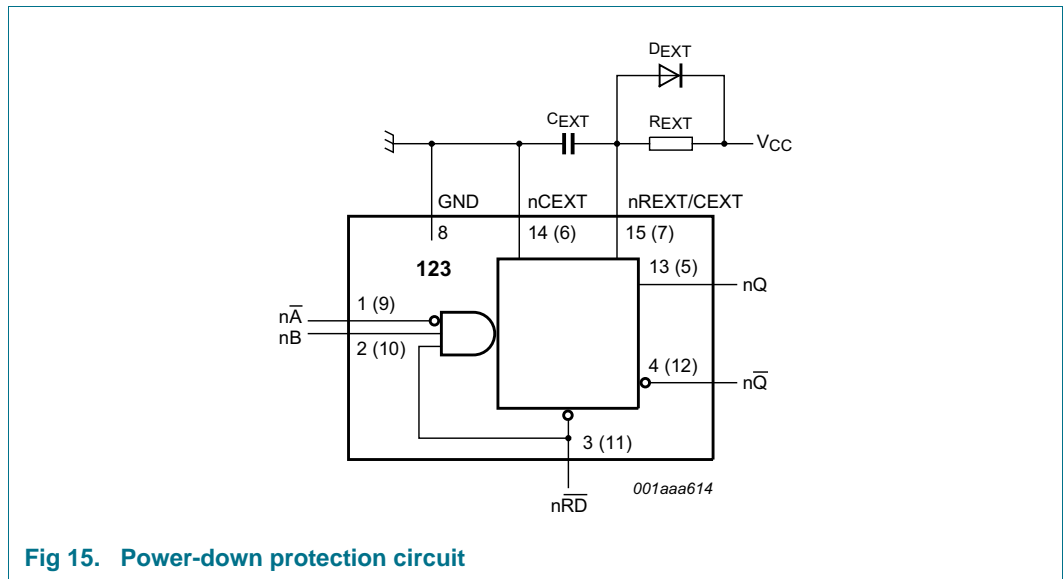 DEXT
CEXT
REXT
VCC
GND
nCEXT
nREXT/CEXT
8
14 (6)
15 (7)
123
13 (5)
nQ
1 (9)
nA̅
nB
2 (10)
4 (12)
nQ̅
3 (11)
001aaa614
nR̅D̅
Fig 15. Power-down protection circuit